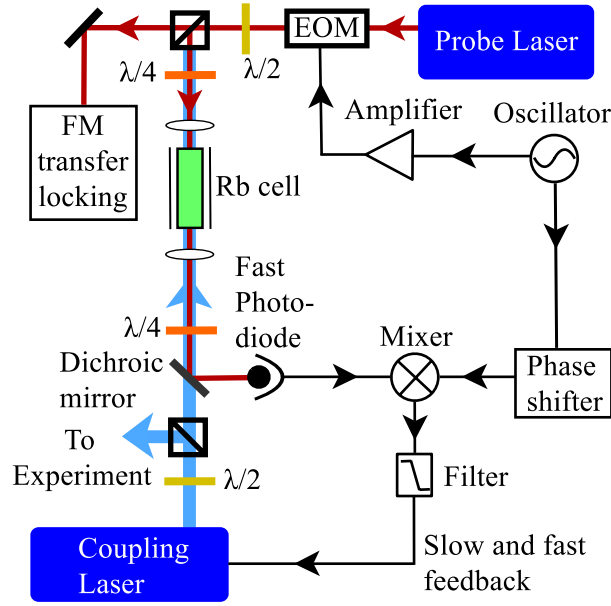 EOM
Probe Laser
λ/4
λ/2
Amplifier
Oscillator
FM
transfer
locking
Rb cell
Fast
Photo-
diode
λ/4
Mixer
Dichroic
mirror
Phase
shifter
To
Experiment
λ/2
Filter
Coupling
Laser
Slow and fast
feedback